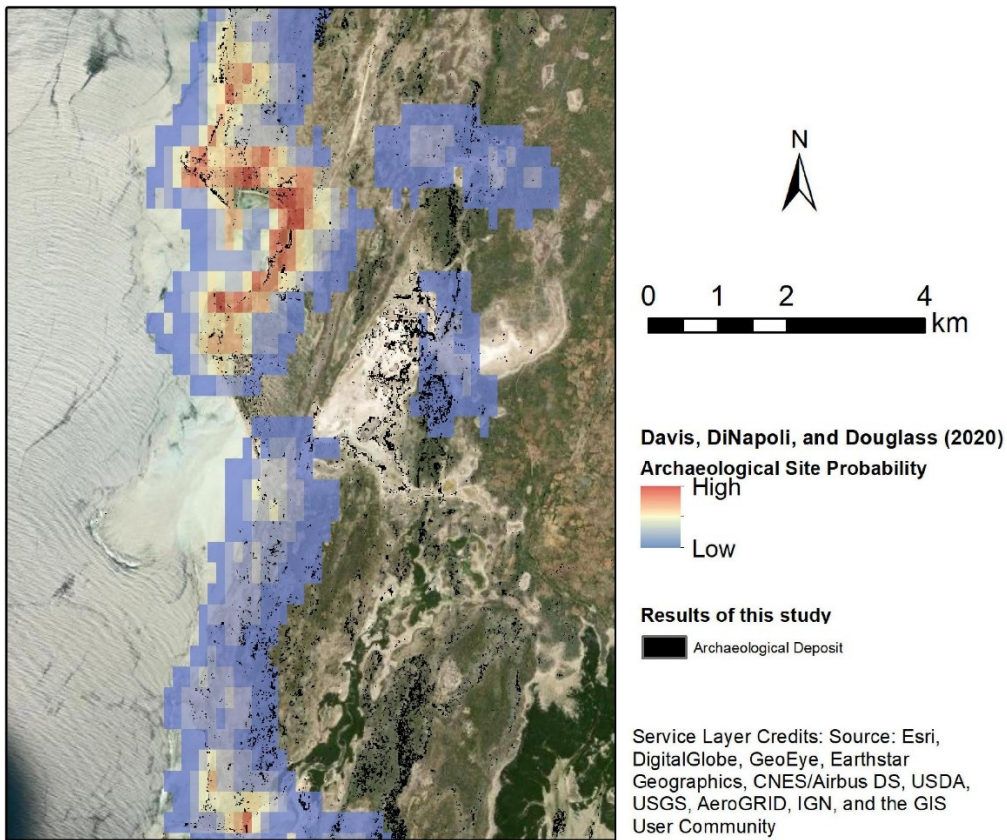 N
0 1 2 4
km
Davis, DiNapoli, and Douglass (2020)
Archaeological Site Probability
High
Low
Results of this study
Archaeological Deposit
Service Layer Credits: Source: Esri,
DigitalGlobe, GeoEye, Earthstar
Geographics, CNES/Airbus DS, USDA,
USGS, AeroGRID, IGN, and the GIS
User Community